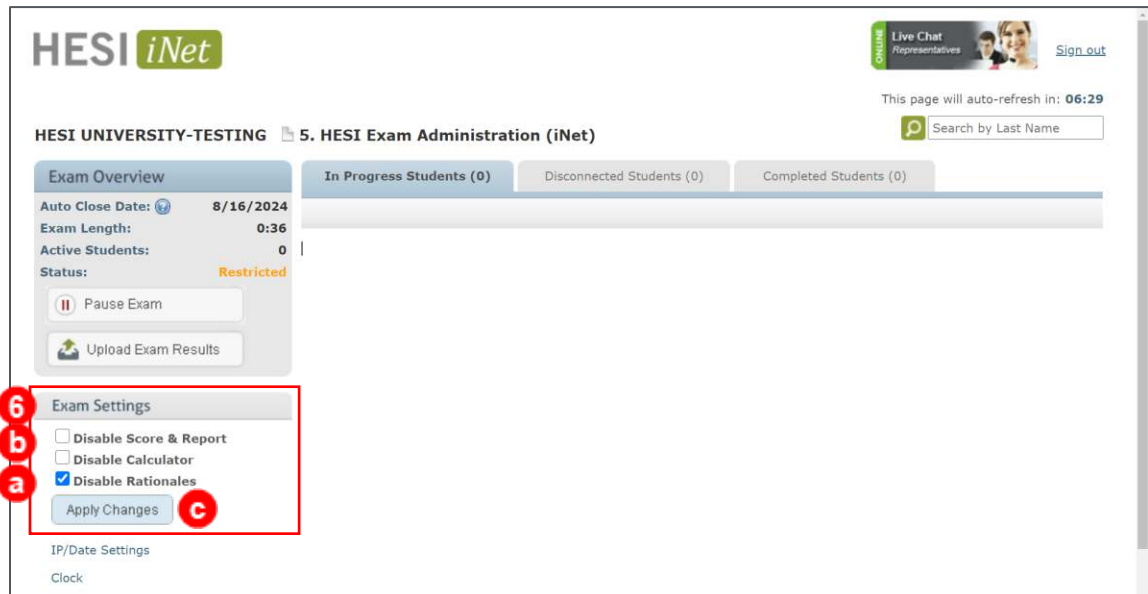 HESI iNet
ONLINE
Live Chat
Representatives
Sign out
This page will auto-refresh in: 06:29
HESI UNIVERSITY-TESTING 5. HESI Exam Administration (iNet)
Search by Last Name
Exam Overview
In Progress Students (0)
Disconnected Students (0)
Completed Students (0)
Auto Close Date: 8/16/2024
Exam Length: 0:36
Active Students: 0
Status: Restricted
Pause Exam
Upload Exam Results
6 Exam Settings
b Disable Score & Report
Disable Calculator
a Disable Rationales
Apply Changes c
IP/Date Settings
Clock